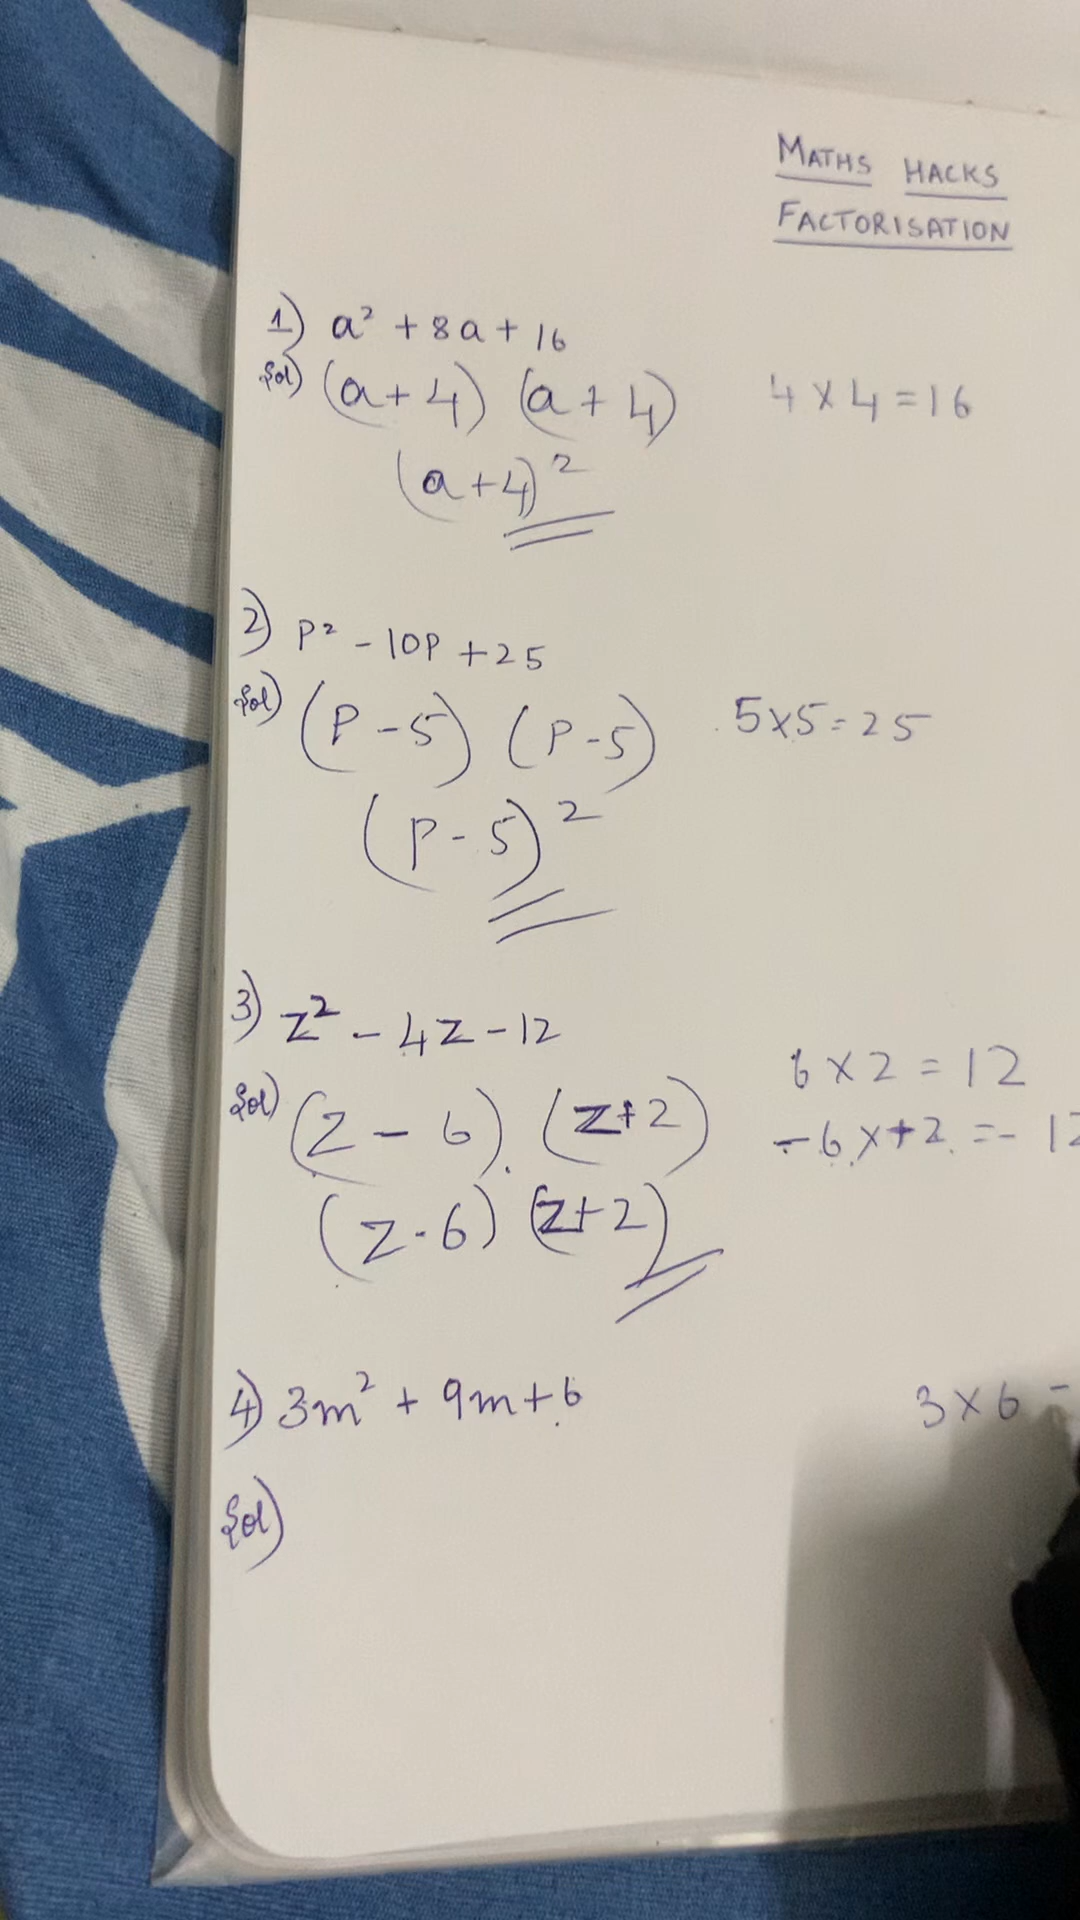 MATHS HACKS
FACTORISATION
1) a² + 8a + 16
Sol) (a + 4) (a + 4) 4 × 4 = 16
(a + 4)²
2) P² - 10P + 25
Sol) (P - 5) (P - 5) 5×5 = 25
(P - 5)²
3) z² - 4z - 12
6 × 2 = 12
Sol) (z - 6) (z + 2) -6 × +2 = - 12
(z - 6) (z + 2)
4) 3m² + 9m + 6 3 × 6 =
Sol)